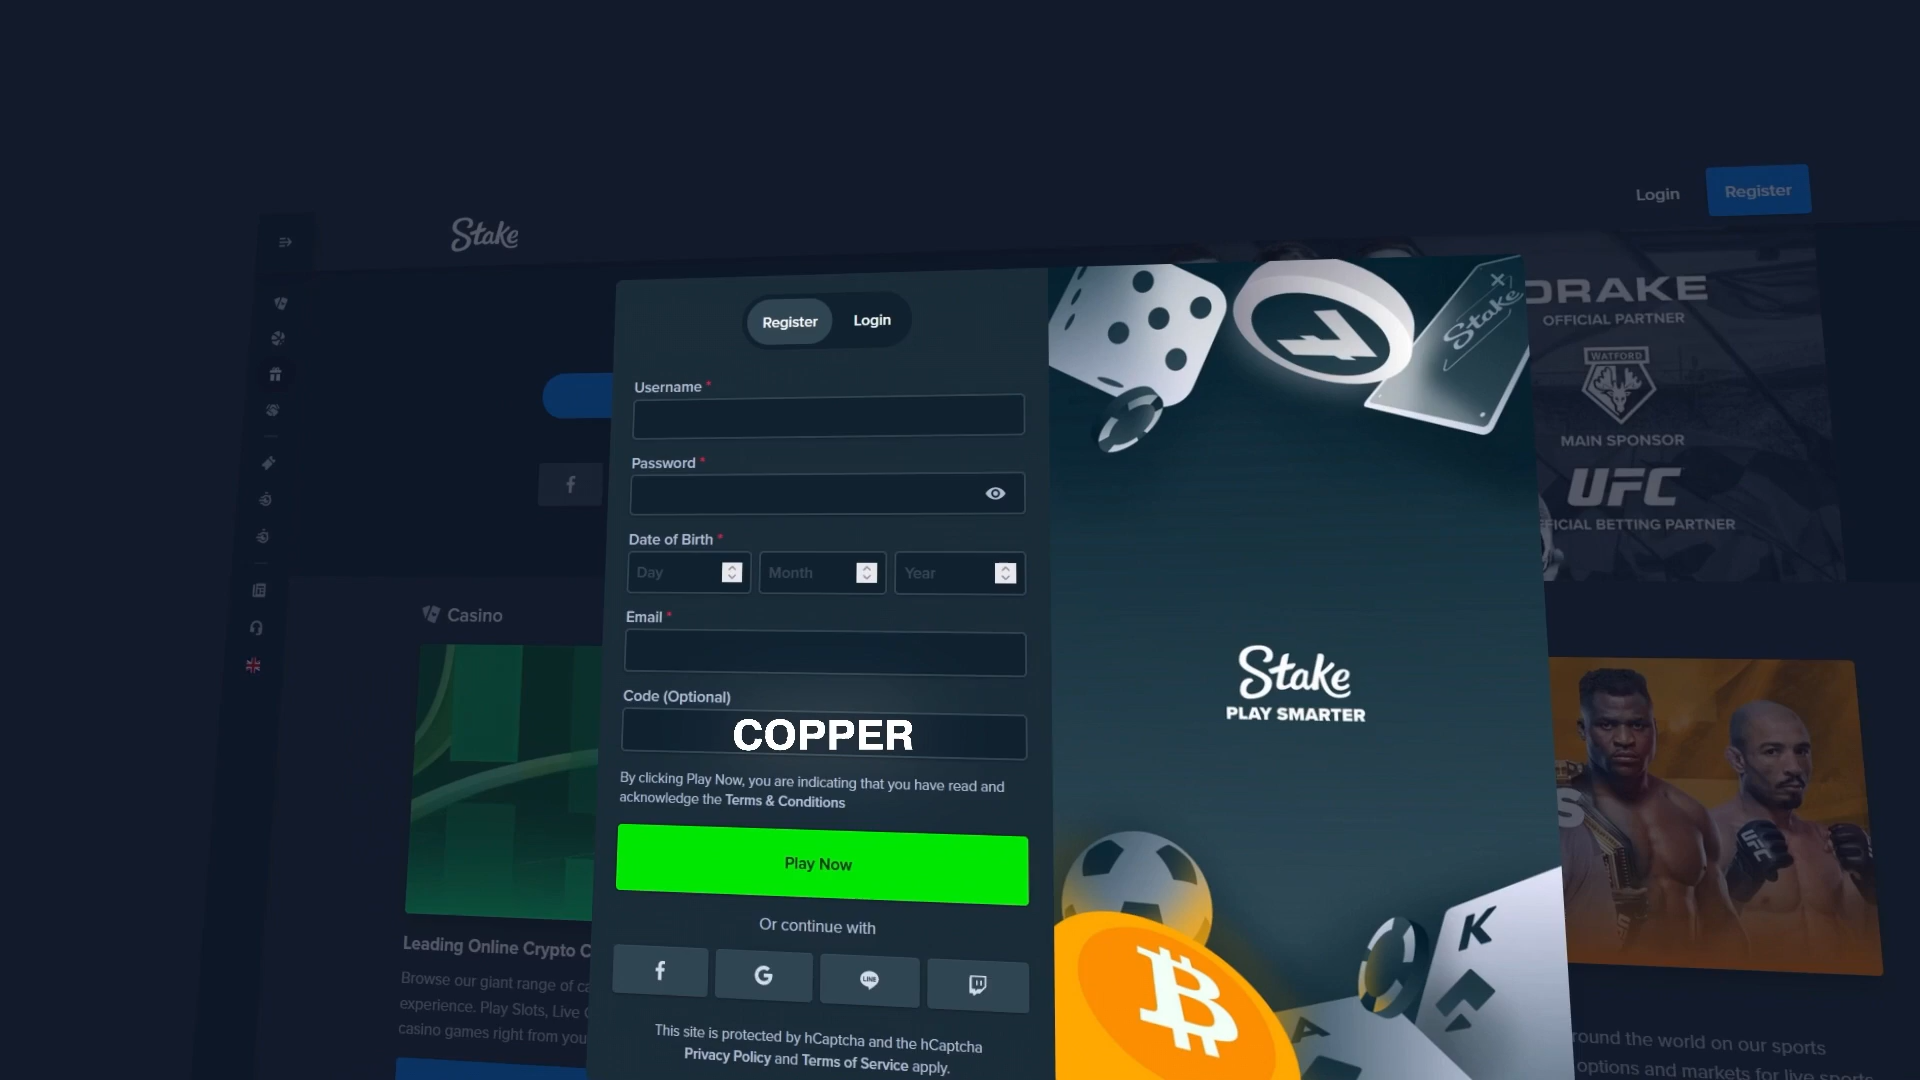 Login
Register
Stake
Register
Login
Stake
DRAKE
OFFICIAL PARTNER
WATFORD
MAIN SPONSOR
UFC
FICIAL BETTING PARTNER
Username *
Password *
Date of Birth *
Day
Month
Year
Email *
Code (Optional)
COPPER
By clicking Play Now, you are indicating that you have read and
acknowledge the Terms & Conditions
Play Now
Or continue with
f
G
LINE
This site is protected by hCaptcha and the hCaptcha
Privacy Policy and Terms of Service apply.
Stake
PLAY SMARTER
K
A
f
Casino
Leading Online Crypto C
Browse our giant range of ca
experience. Play Slots, Live
casino games right from you
S
UFC
round the world on our sports
options and markets for live sports